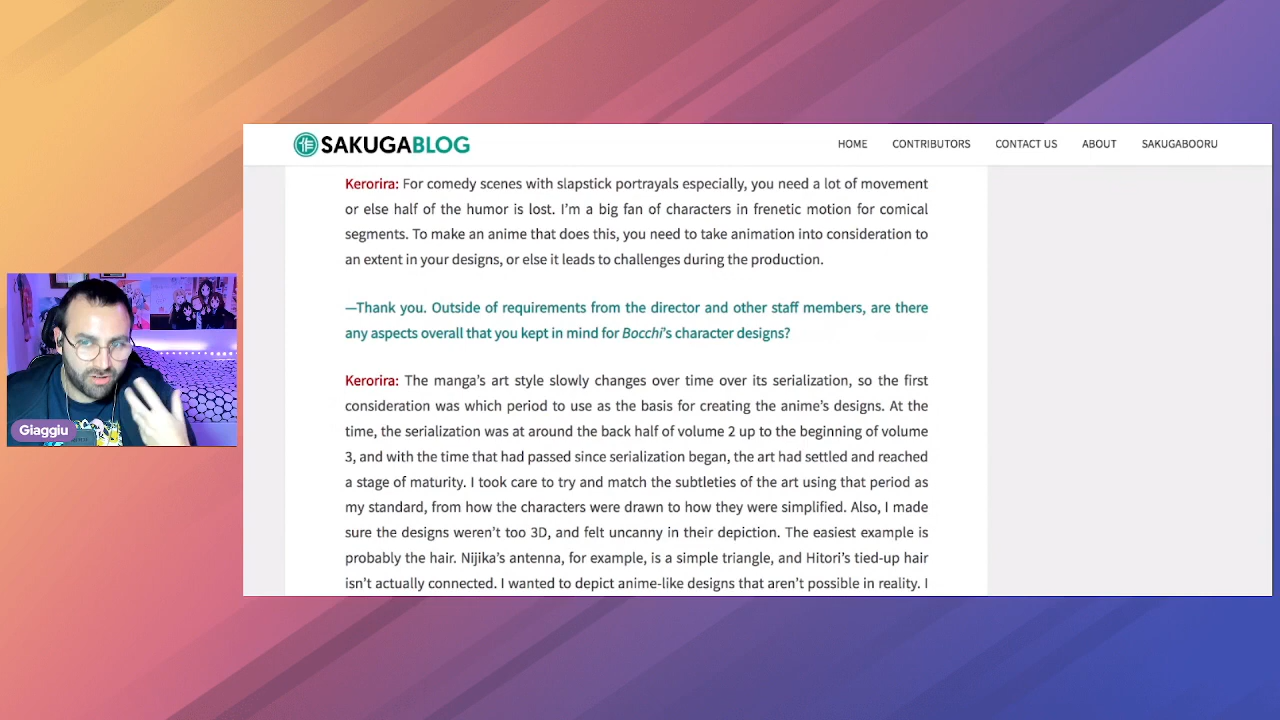 SAKUGABLOG
HOME CONTRIBUTORS CONTACT US ABOUT SAKUGABOORU
Kerorira: For comedy scenes with slapstick portrayals especially, you need a lot of movement
or else half of the humor is lost. I’m a big fan of characters in frenetic motion for comical
segments. To make an anime that does this, you need to take animation into consideration to
an extent in your designs, or else it leads to challenges during the production.
—Thank you. Outside of requirements from the director and other staff members, are there
any aspects overall that you kept in mind for Bocchi’s character designs?
Kerorira: The manga’s art style slowly changes over time over its serialization, so the first
consideration was which period to use as the basis for creating the anime’s designs. At the
time, the serialization was at around the back half of volume 2 up to the beginning of volume
3, and with the time that had passed since serialization began, the art had settled and reached
a stage of maturity. I took care to try and match the subtleties of the art using that period as
my standard, from how the characters were drawn to how they were simplified. Also, I made
sure the designs weren’t too 3D, and felt uncanny in their depiction. The easiest example is
probably the hair. Nijika’s antenna, for example, is a simple triangle, and Hitori’s tied-up hair
isn’t actually connected. I wanted to depict anime-like designs that aren’t possible in reality. I
Giaggiu